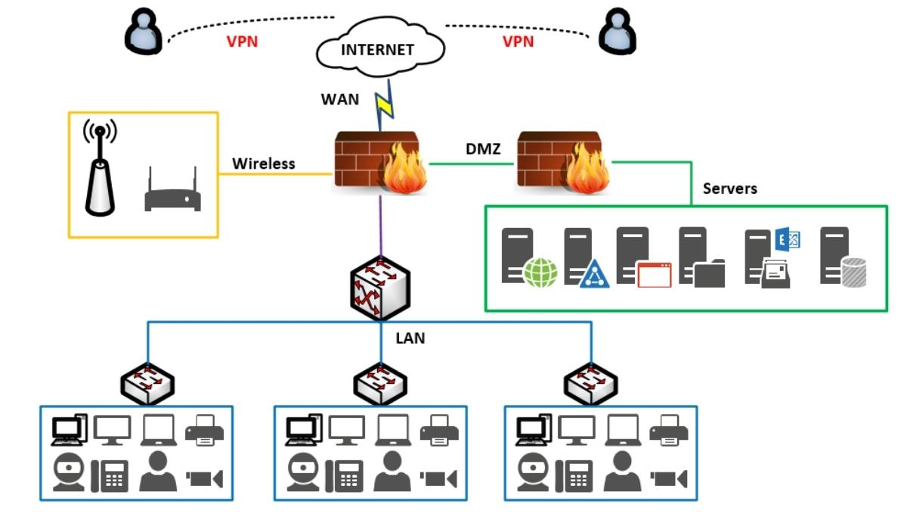 VPN
INTERNET
VPN
WAN
Wireless
DMZ
Servers
E
LAN